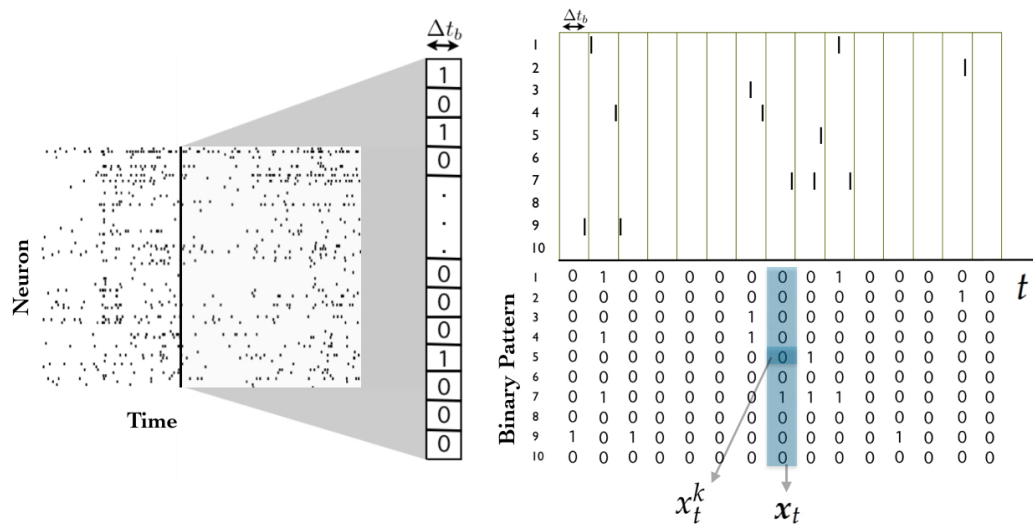 Δt_b
1
0
1
0
.
.
.
0
0
0
1
0
0
0
Neuron
Time
Δt_b
1
2
3
4
5
6
7
8
9
10
t
Binary Pattern
1 0 1 0 0 0 0 0 0 0 1 0 0 0 0 0
2 0 0 0 0 0 0 0 0 0 0 0 0 0 1 0
3 0 0 0 0 0 0 1 0 0 0 0 0 0 0 0
4 0 1 0 0 0 0 1 0 0 0 0 0 0 0 0
5 0 0 0 0 0 0 0 0 1 0 0 0 0 0 0
6 0 0 0 0 0 0 0 0 0 0 0 0 0 0 0
7 0 1 0 0 0 0 0 1 1 1 0 0 0 0 0
8 0 0 0 0 0 0 0 0 0 0 0 0 0 0 0
9 1 0 1 0 0 0 0 0 0 0 0 1 0 0 0
10 0 0 0 0 0 0 0 0 0 0 0 0 0 0 0
x_t^k
x_t